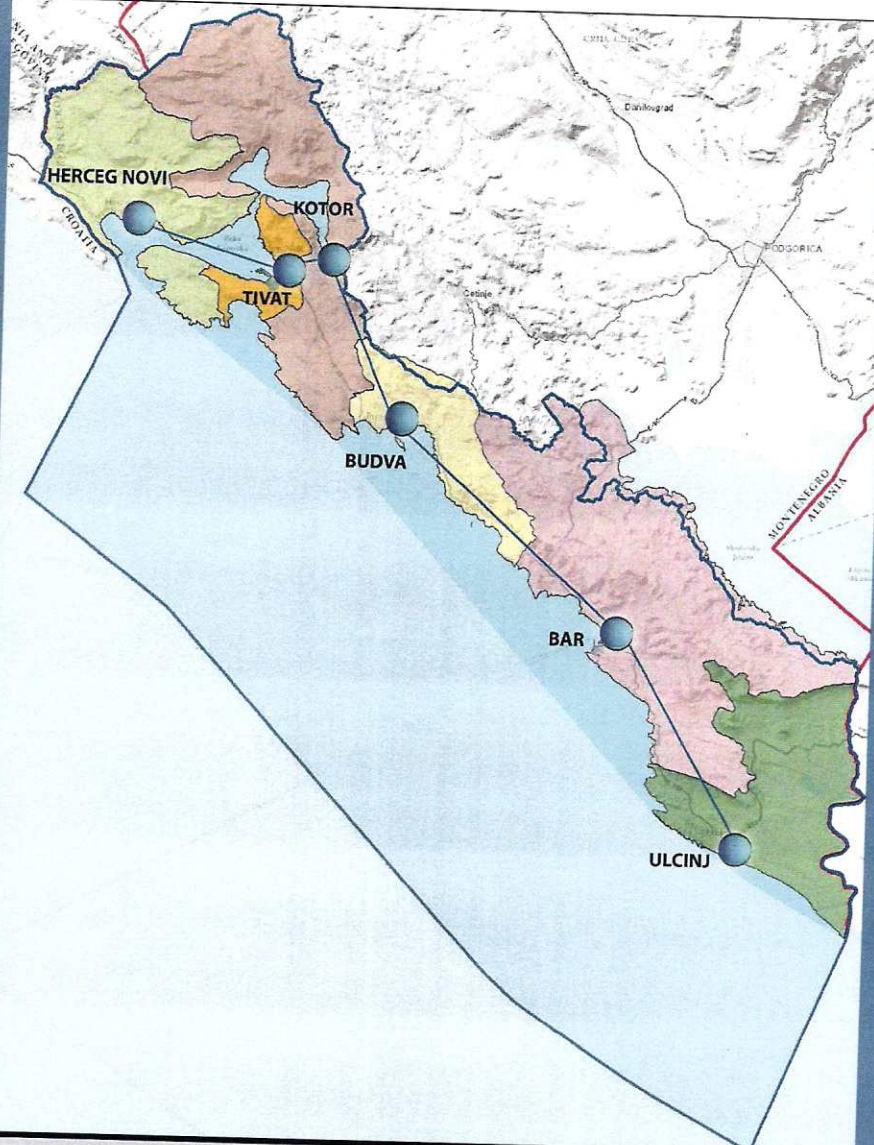 HERCEG NOVI
KOTOR
TIVAT
BUDVA
BAR
ULCINJ
CROATIA
Danilovgrad
PODGORICA
Cetinje
MONTENEGRO
ALBANIA